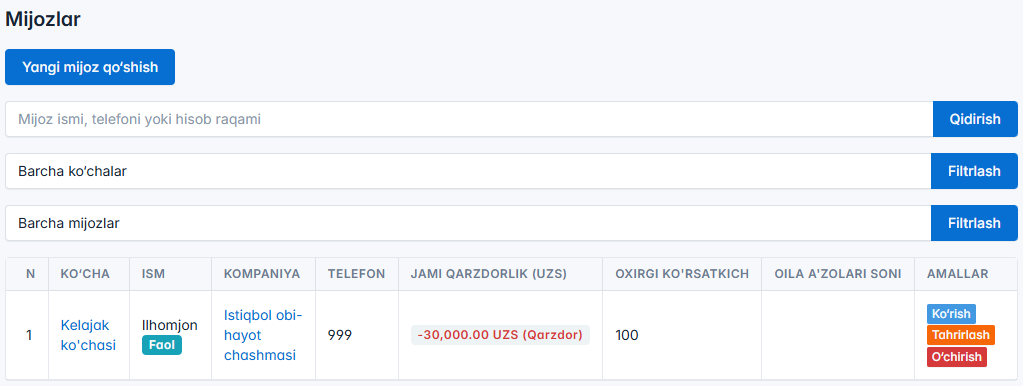 Mijozlar
Yangi mijoz qo‘shish
Mijoz ismi, telefoni yoki hisob raqami
Qidirish
Barcha ko‘chalar
Filtrlash
Barcha mijozlar
Filtrlash
N KO‘CHA ISM KOMPANIYA TELEFON JAMI QARZDORLIK (UZS) OXIRGI KO'RSATKICH OILA A'ZOLARI SONI AMALLAR
1
Kelajak
ko'chasi
Ilhomjon
Faol
Istiqbol obi-
hayot
chashmasi
999
-30,000.00 UZS (Qarzdor)
100
Ko‘rish
Tahrirlash
O‘chirish